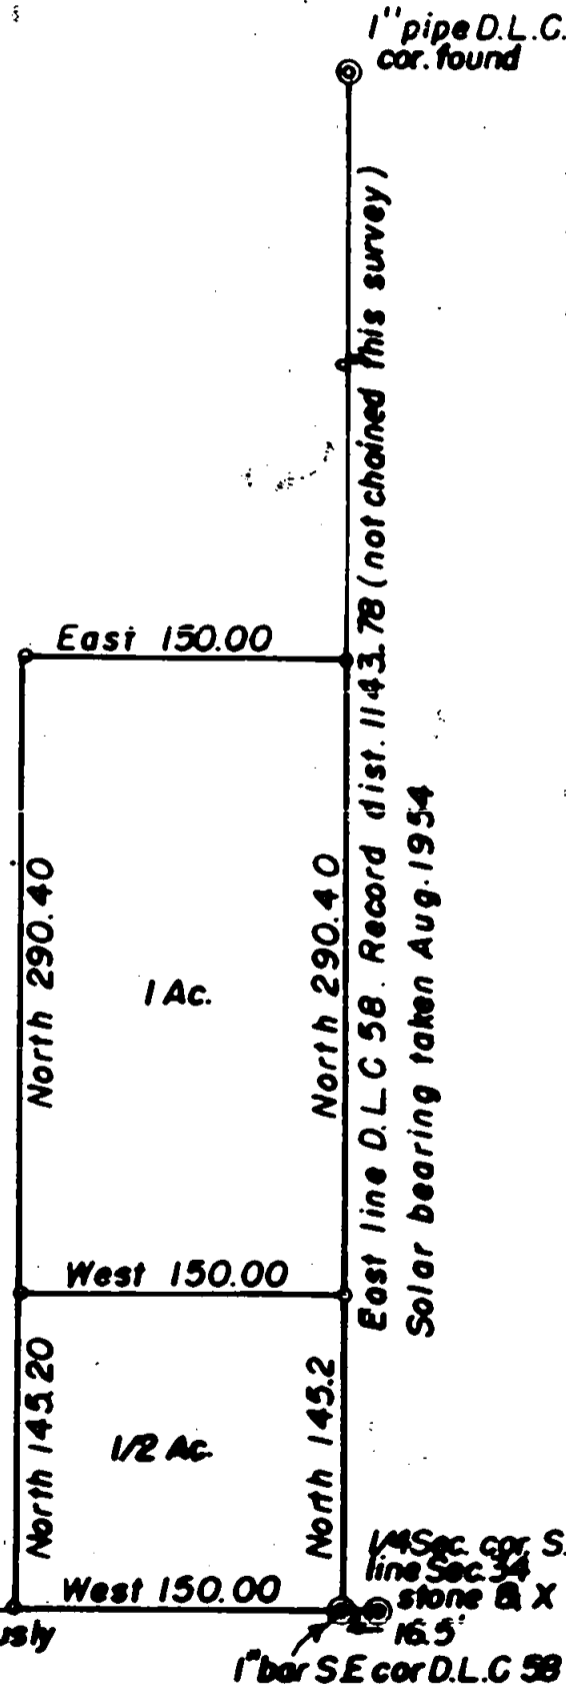 1" pipe D.L.C.
cor. found
East 150.00
North 290.40
1 Ac.
North 290.40
East line D.L.C 58. Record dist. 1143.78 (not chained this survey)
Solar bearing taken Aug. 1954
West 150.00
North 145.20
1/2 Ac.
North 145.2
1/4 Sec. cor. S.
line Sec. 34
stone & X
West 150.00
16.5'
1" bar S E cor D.L.C 58